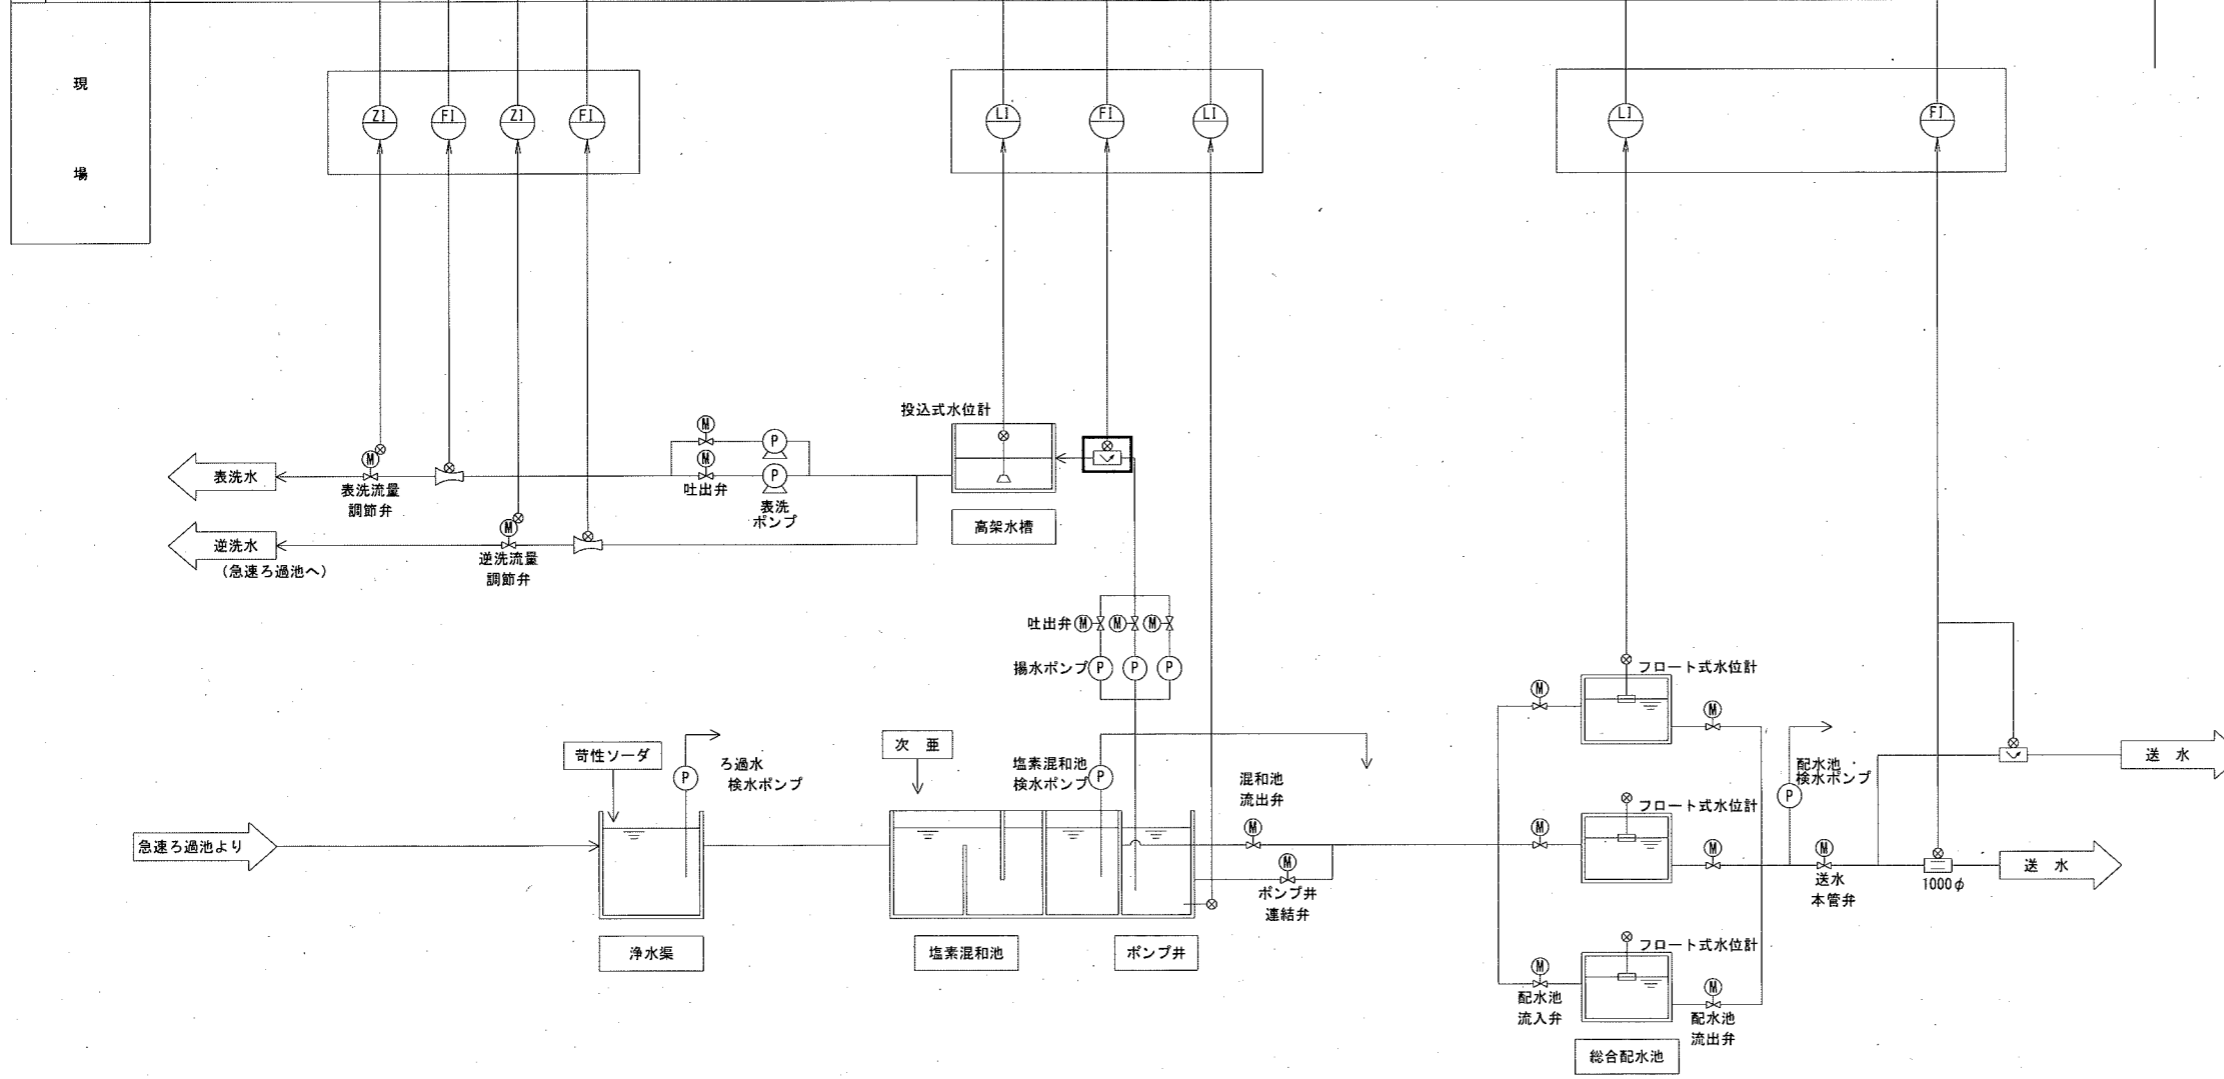 現
場
ZI
FI
ZI
FI
LI
FI
LI
LI
FI
投込式水位計
M
P
M
M
P
表洗水
表洗流量
調節弁
吐出弁
表洗
ポンプ
高架水槽
M
逆洗水
(急速ろ過池へ)
逆洗流量
調節弁
吐出弁
M
M
M
揚水ポンプ
P
P
P
フロート式水位計
M
M
苛性ソーダ
P
ろ過水
検水ポンプ
次 亜
塩素混和池
検水ポンプ
P
混和池
流出弁
M
配水池
検水ポンプ
P
送 水
フロート式水位計
急速ろ過池より
M
M
M
M
ポンプ井
連結弁
送水
本管弁
1000φ
送 水
浄水渠
塩素混和池
ポンプ井
フロート式水位計
M
配水池
流入弁
M
配水池
流出弁
総合配水池